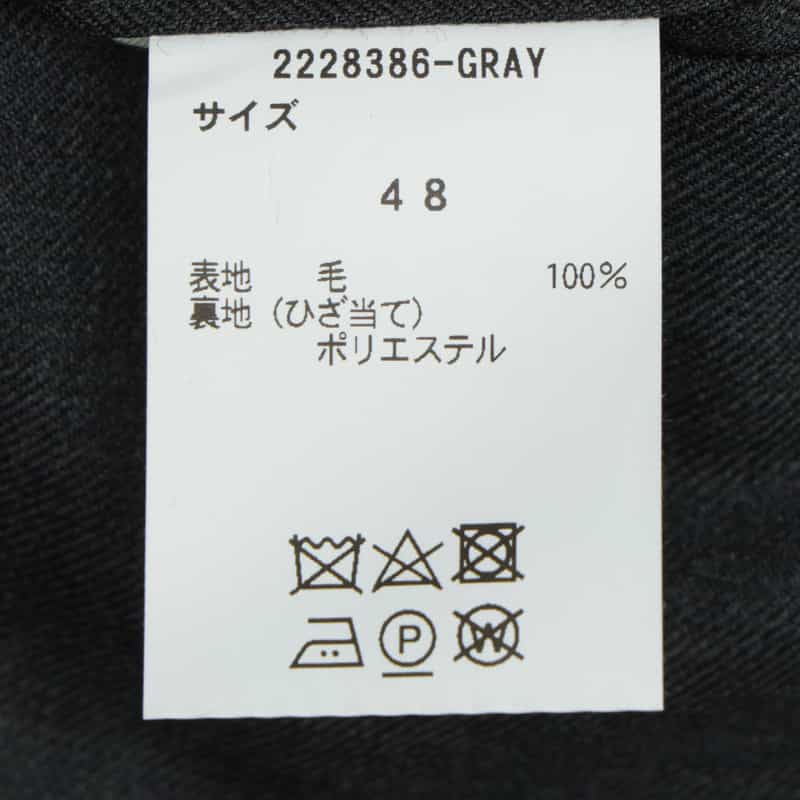 2228386-GRAY
サイズ
48
表地 毛 100%
裏地（ひざ当て）
ポリエステル
P
W